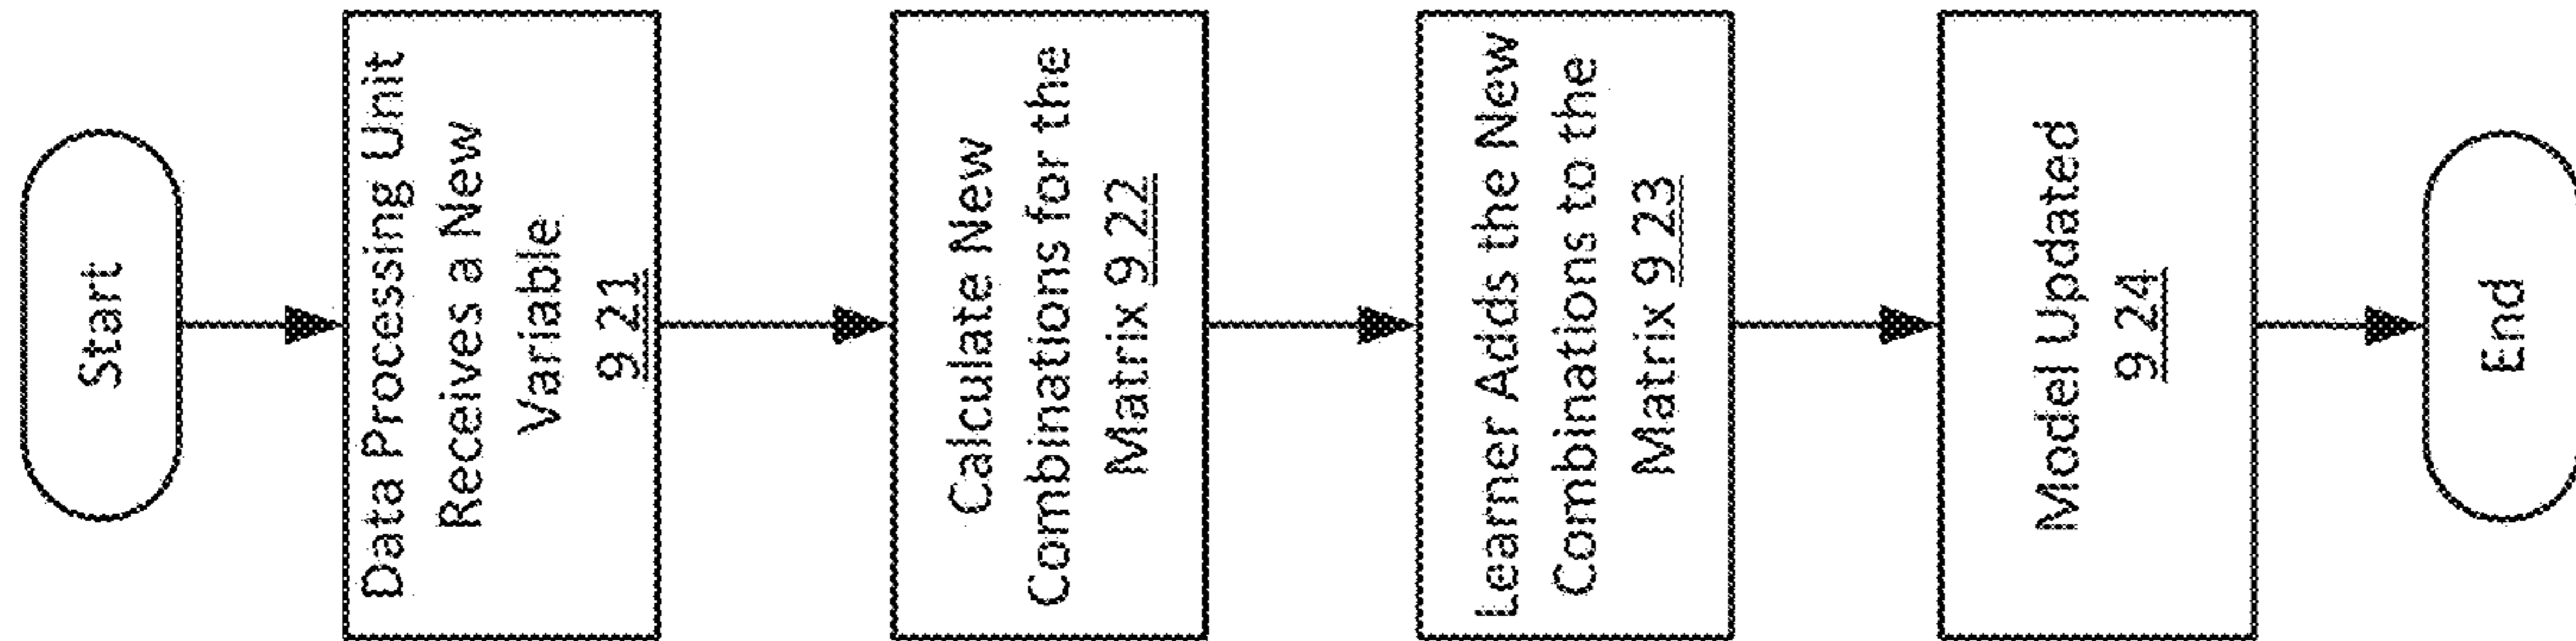 Start
Data Processing Unit
Receives a New
Variable
9 21
Calculate New
Combinations for the
Matrix 9 22
Learner Adds the New
Combinations to the
Matrix 9 23
Model Updated
9 24
End